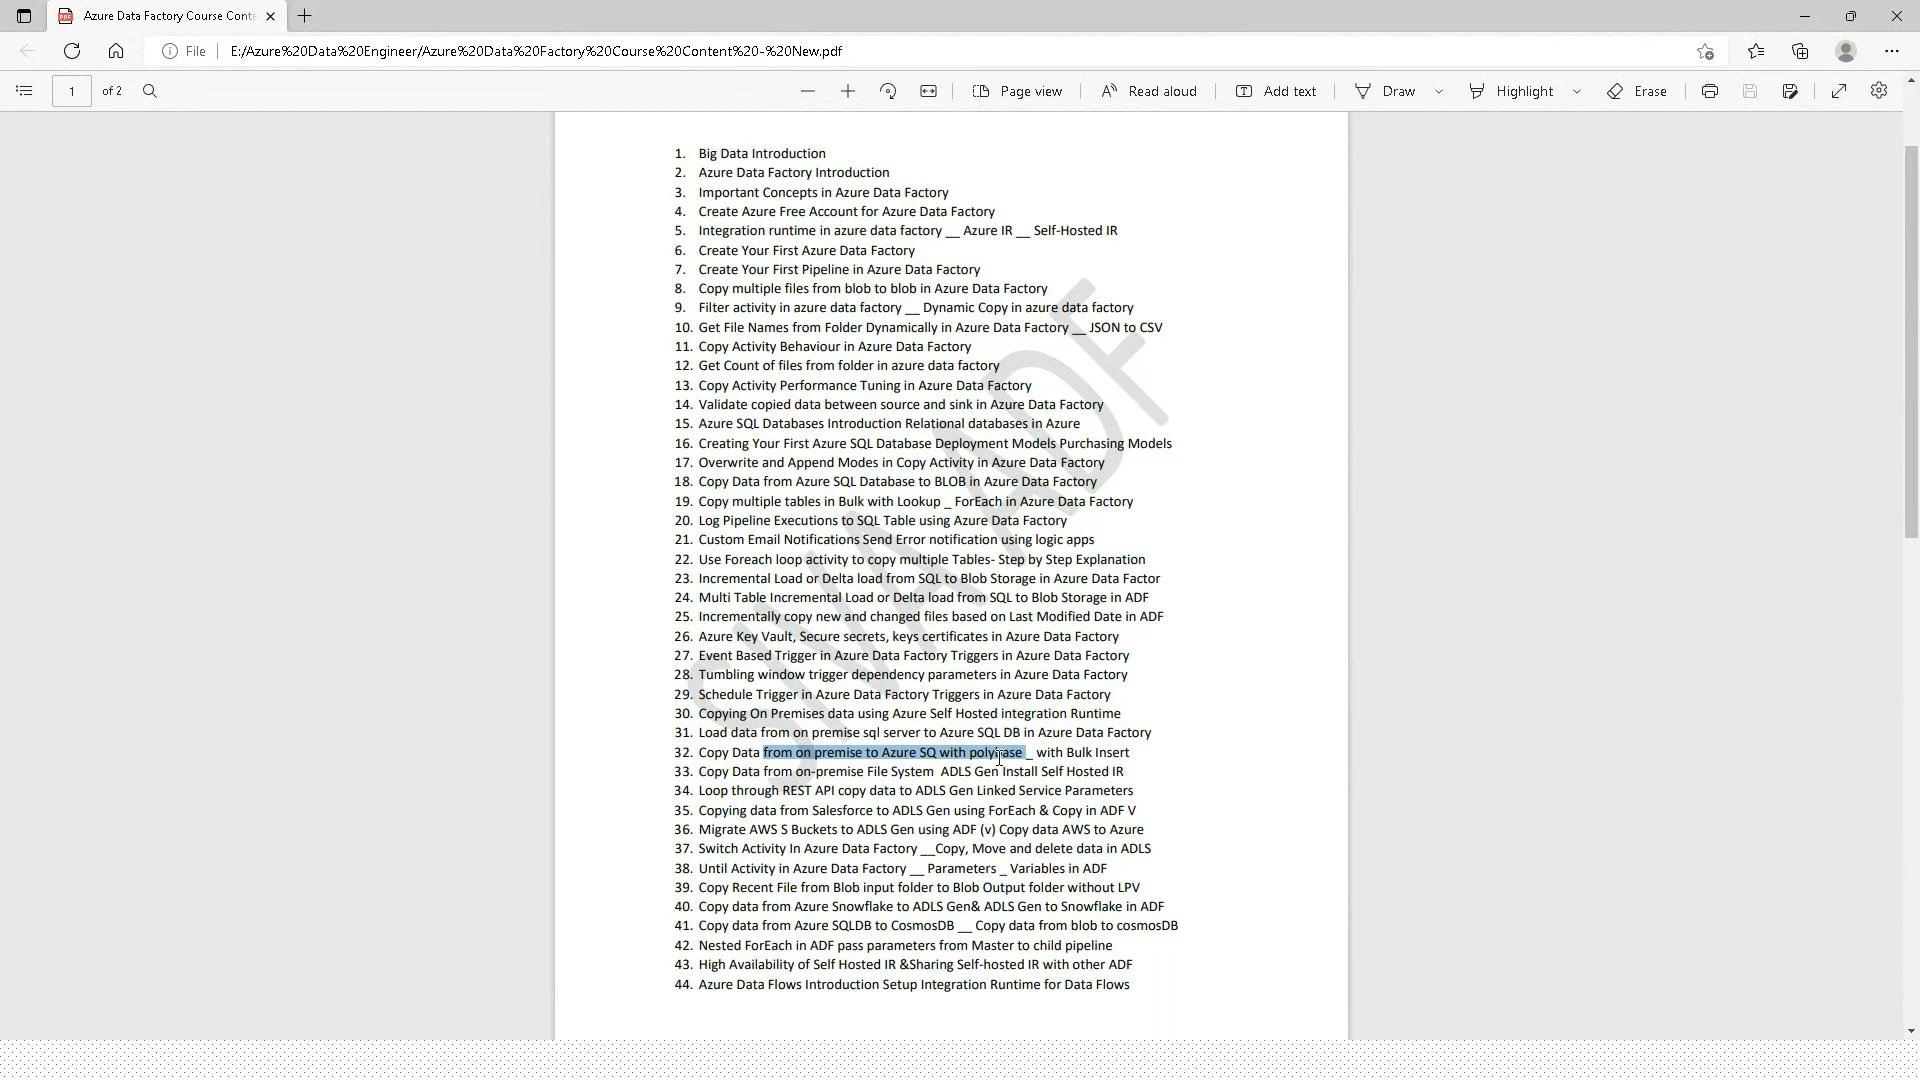 Azure Data Factory Course Conte
File
E:/Azure%20Data%20Engineer/Azure%20Data%20Factory%20Course%20Content%20-%20New.pdf
1 of 2
Page view
Read aloud
Add text
Draw
Highlight
Erase
1. Big Data Introduction
2. Azure Data Factory Introduction
3. Important Concepts in Azure Data Factory
4. Create Azure Free Account for Azure Data Factory
5. Integration runtime in azure data factory __ Azure IR __ Self-Hosted IR
6. Create Your First Azure Data Factory
7. Create Your First Pipeline in Azure Data Factory
8. Copy multiple files from blob to blob in Azure Data Factory
9. Filter activity in azure data factory __ Dynamic Copy in azure data factory
10. Get File Names from Folder Dynamically in Azure Data Factory __ JSON to CSV
11. Copy Activity Behaviour in Azure Data Factory
12. Get Count of files from folder in azure data factory
13. Copy Activity Performance Tuning in Azure Data Factory
14. Validate copied data between source and sink in Azure Data Factory
15. Azure SQL Databases Introduction Relational databases in Azure
16. Creating Your First Azure SQL Database Deployment Models Purchasing Models
17. Overwrite and Append Modes in Copy Activity in Azure Data Factory
18. Copy Data from Azure SQL Database to BLOB in Azure Data Factory
19. Copy multiple tables in Bulk with Lookup _ ForEach in Azure Data Factory
20. Log Pipeline Executions to SQL Table using Azure Data Factory
21. Custom Email Notifications Send Error notification using logic apps
22. Use Foreach loop activity to copy multiple Tables- Step by Step Explanation
23. Incremental Load or Delta load from SQL to Blob Storage in Azure Data Factor
24. Multi Table Incremental Load or Delta load from SQL to Blob Storage in ADF
25. Incrementally copy new and changed files based on Last Modified Date in ADF
26. Azure Key Vault, Secure secrets, keys certificates in Azure Data Factory
27. Event Based Trigger in Azure Data Factory Triggers in Azure Data Factory
28. Tumbling window trigger dependency parameters in Azure Data Factory
29. Schedule Trigger in Azure Data Factory Triggers in Azure Data Factory
30. Copying On Premises data using Azure Self Hosted integration Runtime
31. Load data from on premise sql server to Azure SQL DB in Azure Data Factory
32. Copy Data from on premise to Azure SQ with polybase _ with Bulk Insert
33. Copy Data from on-premise File System ADLS Gen Install Self Hosted IR
34. Loop through REST API copy data to ADLS Gen Linked Service Parameters
35. Copying data from Salesforce to ADLS Gen using ForEach & Copy in ADF V
36. Migrate AWS S Buckets to ADLS Gen using ADF (v) Copy data AWS to Azure
37. Switch Activity In Azure Data Factory __Copy, Move and delete data in ADLS
38. Until Activity in Azure Data Factory __ Parameters _ Variables in ADF
39. Copy Recent File from Blob input folder to Blob Output folder without LPV
40. Copy data from Azure Snowflake to ADLS Gen& ADLS Gen to Snowflake in ADF
41. Copy data from Azure SQLDB to CosmosDB __ Copy data from blob to cosmosDB
42. Nested ForEach in ADF pass parameters from Master to child pipeline
43. High Availability of Self Hosted IR &Sharing Self-hosted IR with other ADF
44. Azure Data Flows Introduction Setup Integration Runtime for Data Flows
SIVA ADF